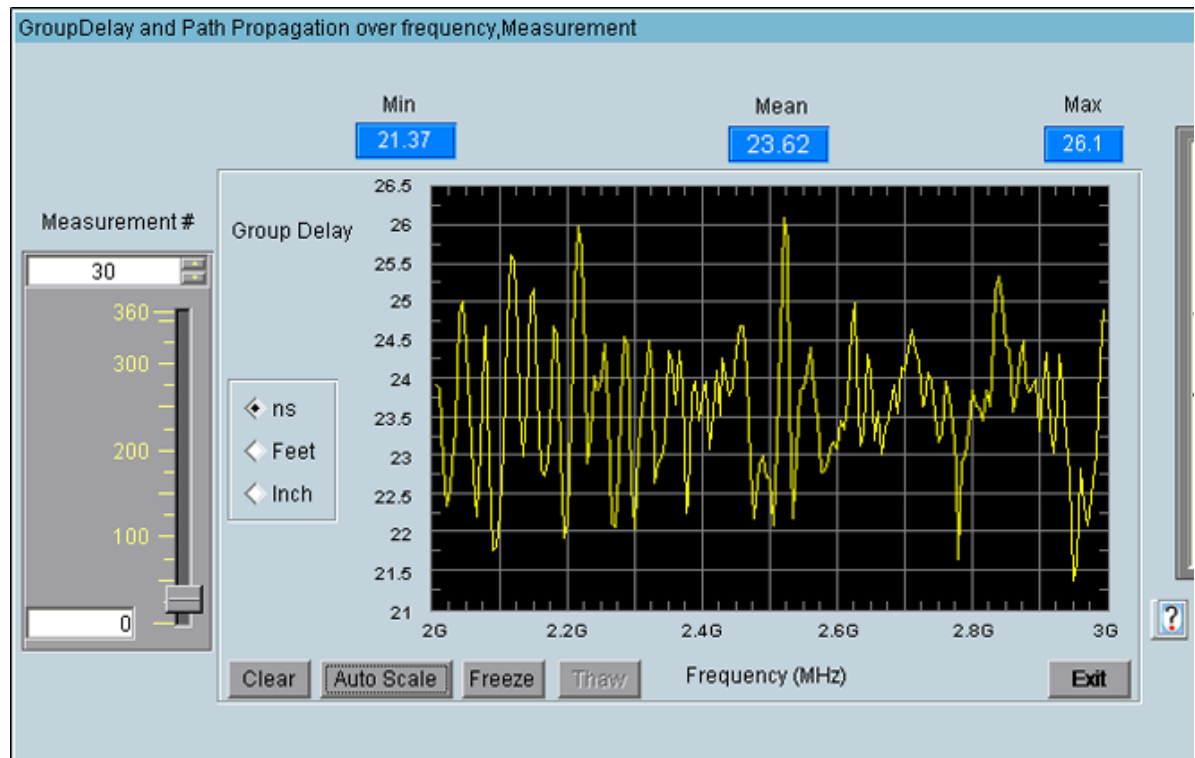 GroupDelay and Path Propagation over frequency,Measurement
Min
Mean
Max
21.37
23.62
26.1
Measurement #
30
360
300
200
100
0
Group Delay
ns
Feet
Inch
26.5
26
25.5
25
24.5
24
23.5
23
22.5
22
21.5
21
2G
2.2G
2.4G
2.6G
2.8G
3G
Frequency (MHz)
Clear
Auto Scale
Freeze
Thaw
Exit
?